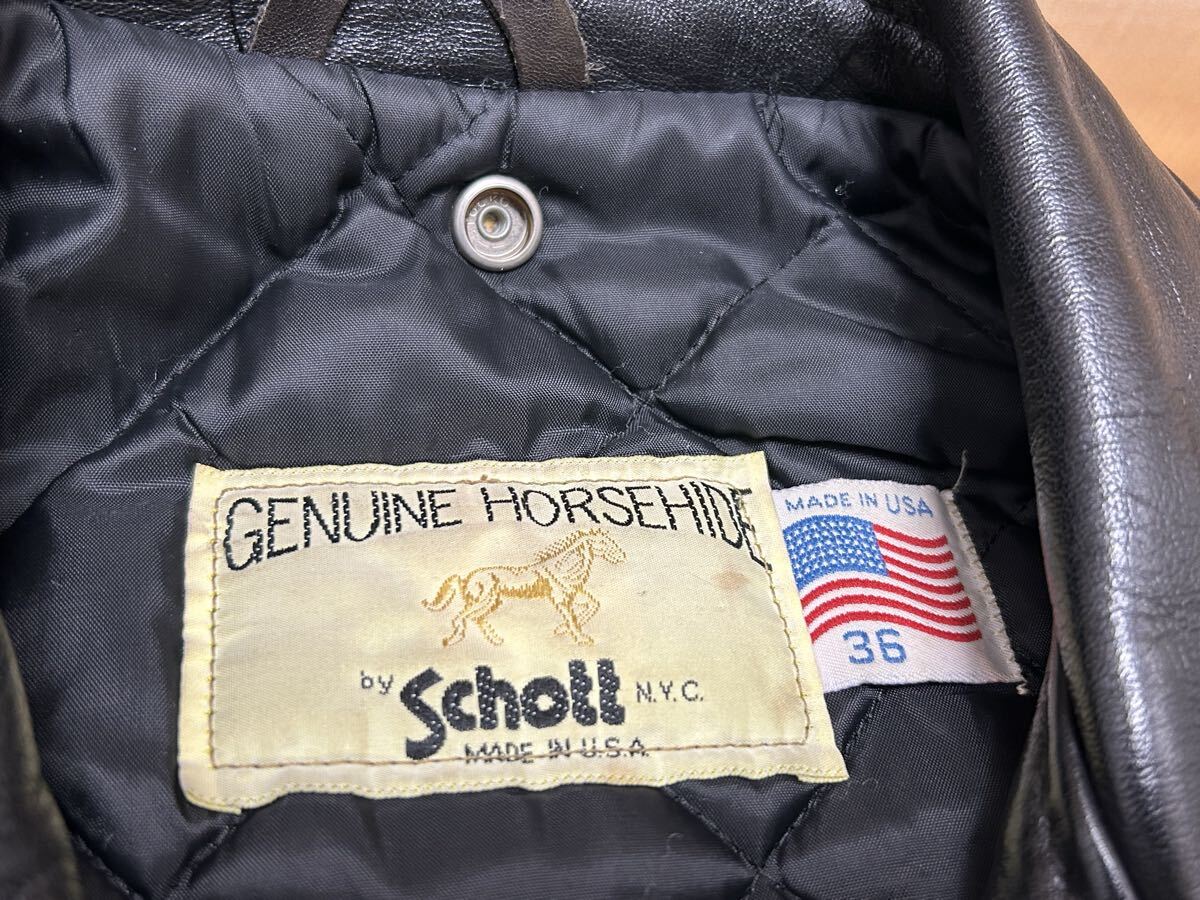 GENUINE HORSEHIDE
by Schott N.Y.C.
MADE IN U.S.A.
MADE IN USA
36